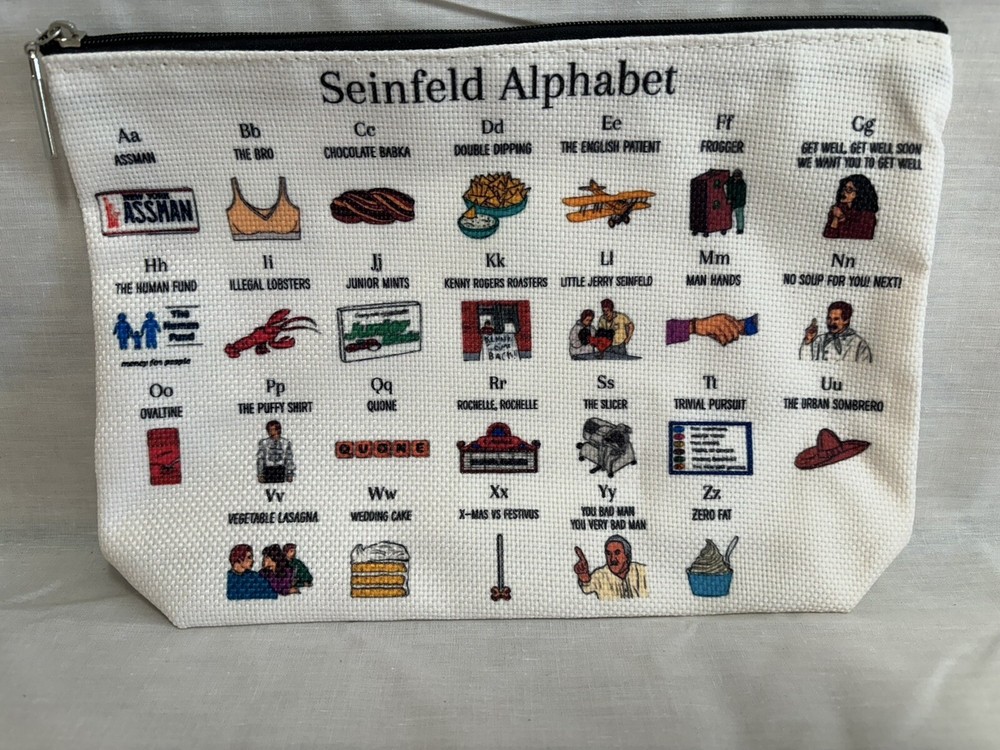 Seinfeld Alphabet
Aa Bb Cc Dd Ee Ff Gg
ASSMAN THE BRO CHOCOLATE BABKA DOUBLE DIPPING THE ENGLISH PATIENT FROGGER GET WELL, GET WELL SOON
WE WANT YOU TO GET WELL
ASSMAN
Hh Ii Jj Kk Ll Mm Nn
THE HUMAN FUND ILLEGAL LOBSTERS JUNIOR MINTS KENNY ROGERS ROASTERS LITTLE JERRY SEINFELD MAN HANDS NO SOUP FOR YOU! NEXT!
The
Human
Fund
money for people
Junior
Oo Pp Qq Rr Ss Tt Uu
OVALTINE THE PUFFY SHIRT QUONE ROCHELLE, ROCHELLE THE SLICER TRIVIAL PURSUIT THE URBAN SOMBRERO
QUONE
Vv Ww Xx Yy Zz
VEGETABLE LASAGNA WEDDING CAKE X-MAS VS FESTIVUS YOU BAD MAN ZERO FAT
YOU VERY BAD MAN